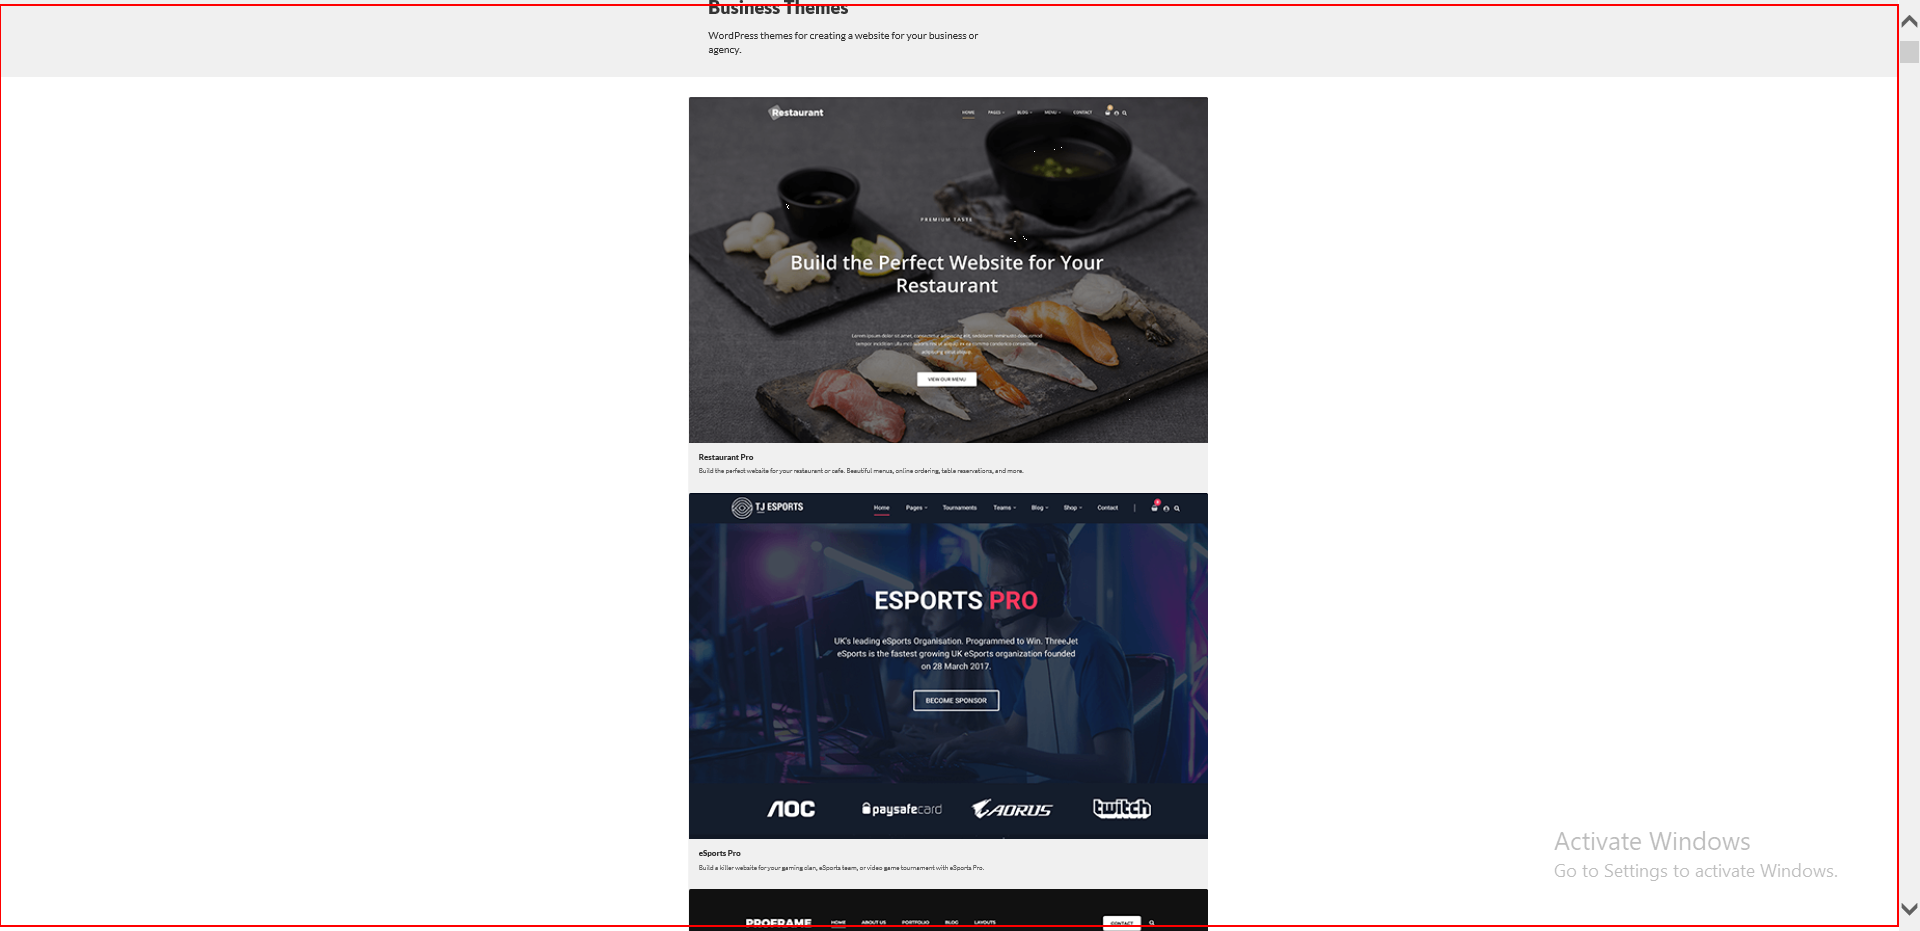 Business Themes
WordPress themes for creating a website for your business or
agency.
Restaurant
HOME PAGES BLOG MENU CONTACT
PREMIUM TASTE
Build the Perfect Website for Your
Restaurant
VIEW OUR MENU
Restaurant Pro
Build the perfect website for your restaurant or cafe. Beautiful menus, online ordering, table reservations, and more.
TJ ESPORTS
Home Pages Tournaments Teams Blog Shop Contact
ESPORTS PRO
UK's leading eSports Organisation. Programmed to Win. ThreeJet
eSports is the fastest growing UK eSports organization founded
on 28 March 2017.
BECOME SPONSOR
AOC paysafecard AORUS twitch
eSports Pro
Build a killer website for your gaming clan, eSports team, or video game tournament with eSports Pro.
PROFRAME HOME ABOUT US PORTFOLIO BLOG LAYOUTS CONTACT
Activate Windows
Go to Settings to activate Windows.